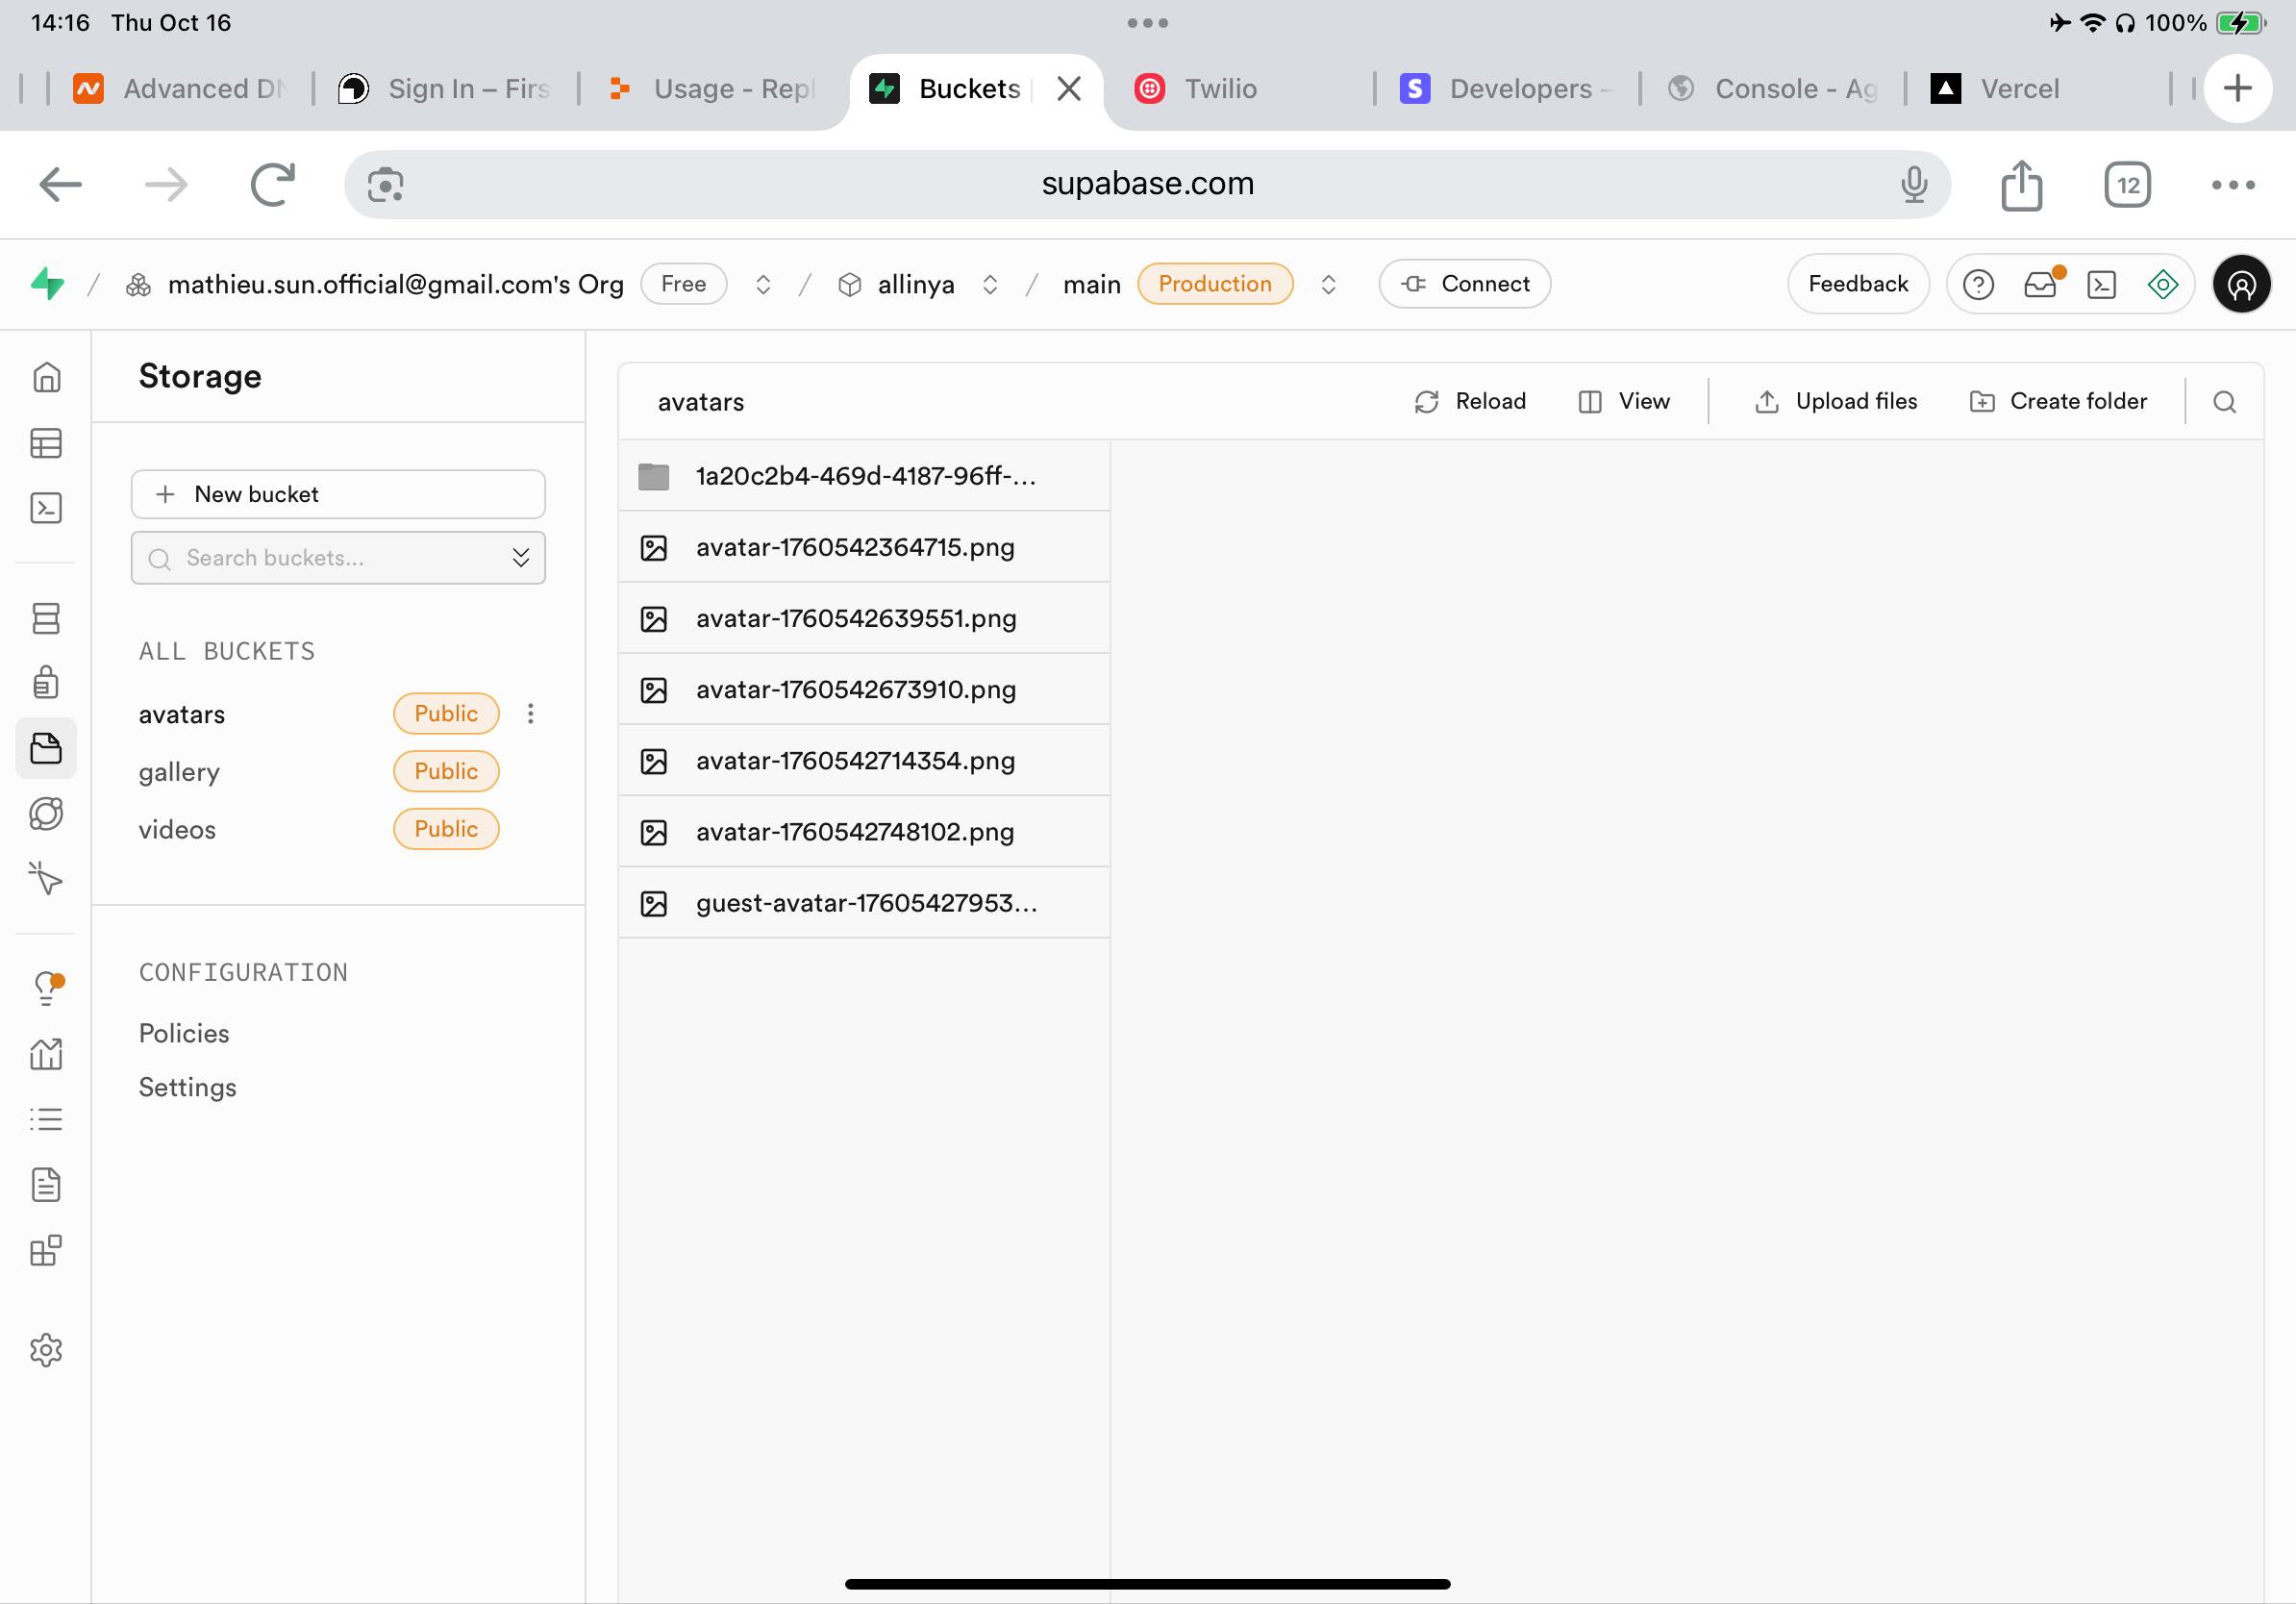 14:16 Thu Oct 16
100%
Advanced DN
Sign In – Firs
Usage - Repl
Buckets
Twilio
Developers –
Console - Ag
Vercel
supabase.com
12
/ mathieu.sun.official@gmail.com's Org Free / allinya / main Production Connect
Feedback
Storage
New bucket
Search buckets...
ALL BUCKETS
avatars Public
gallery Public
videos Public
CONFIGURATION
Policies
Settings
avatars
Reload
View
Upload files
Create folder
1a20c2b4-469d-4187-96ff-...
avatar-1760542364715.png
avatar-1760542639551.png
avatar-1760542673910.png
avatar-1760542714354.png
avatar-1760542748102.png
guest-avatar-17605427953...